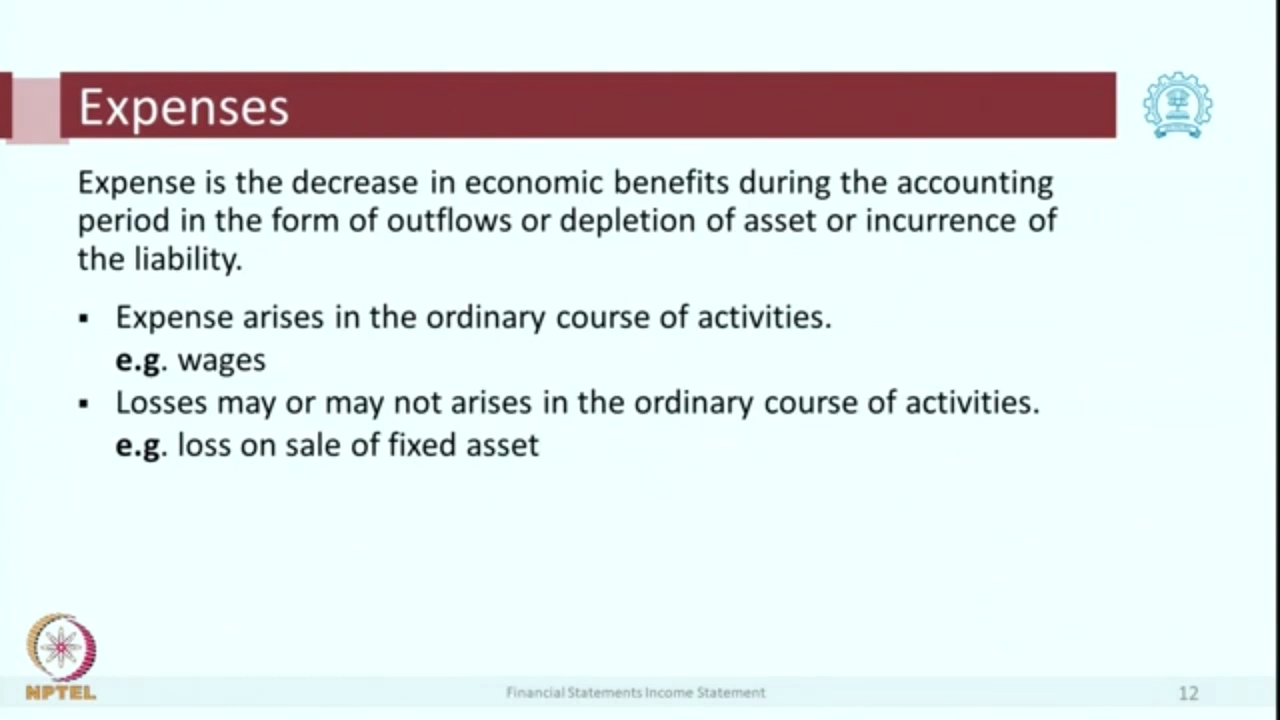 Expenses
Expense is the decrease in economic benefits during the accounting
period in the form of outflows or depletion of asset or incurrence of
the liability.
▪ Expense arises in the ordinary course of activities.
e.g. wages
▪ Losses may or may not arises in the ordinary course of activities.
e.g. loss on sale of fixed asset
NPTEL
Financial Statements Income Statement
12